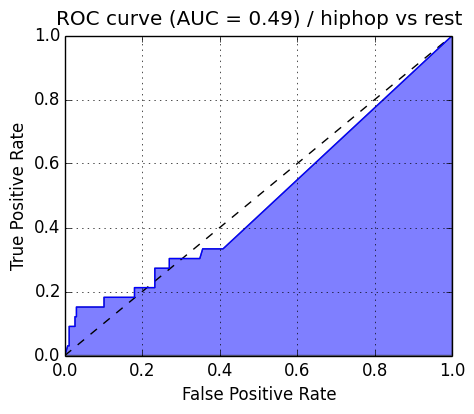 ROC curve (AUC = 0.49) / hiphop vs rest
1.0
0.8
0.6
0.4
0.2
0.0
True Positive Rate
0.0 0.2 0.4 0.6 0.8 1.0
False Positive Rate